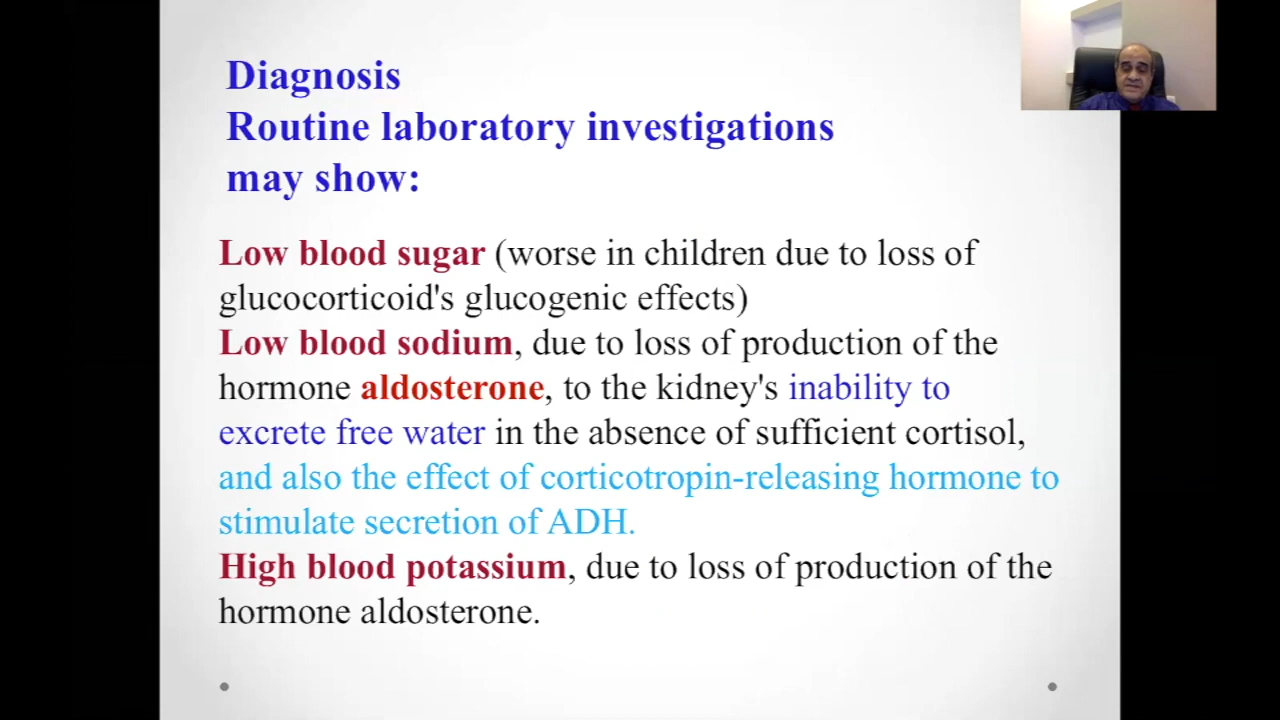 Diagnosis
Routine laboratory investigations
may show:
Low blood sugar (worse in children due to loss of
glucocorticoid's glucogenic effects)
Low blood sodium, due to loss of production of the
hormone aldosterone, to the kidney's inability to
excrete free water in the absence of sufficient cortisol,
and also the effect of corticotropin-releasing hormone to
stimulate secretion of ADH.
High blood potassium, due to loss of production of the
hormone aldosterone.